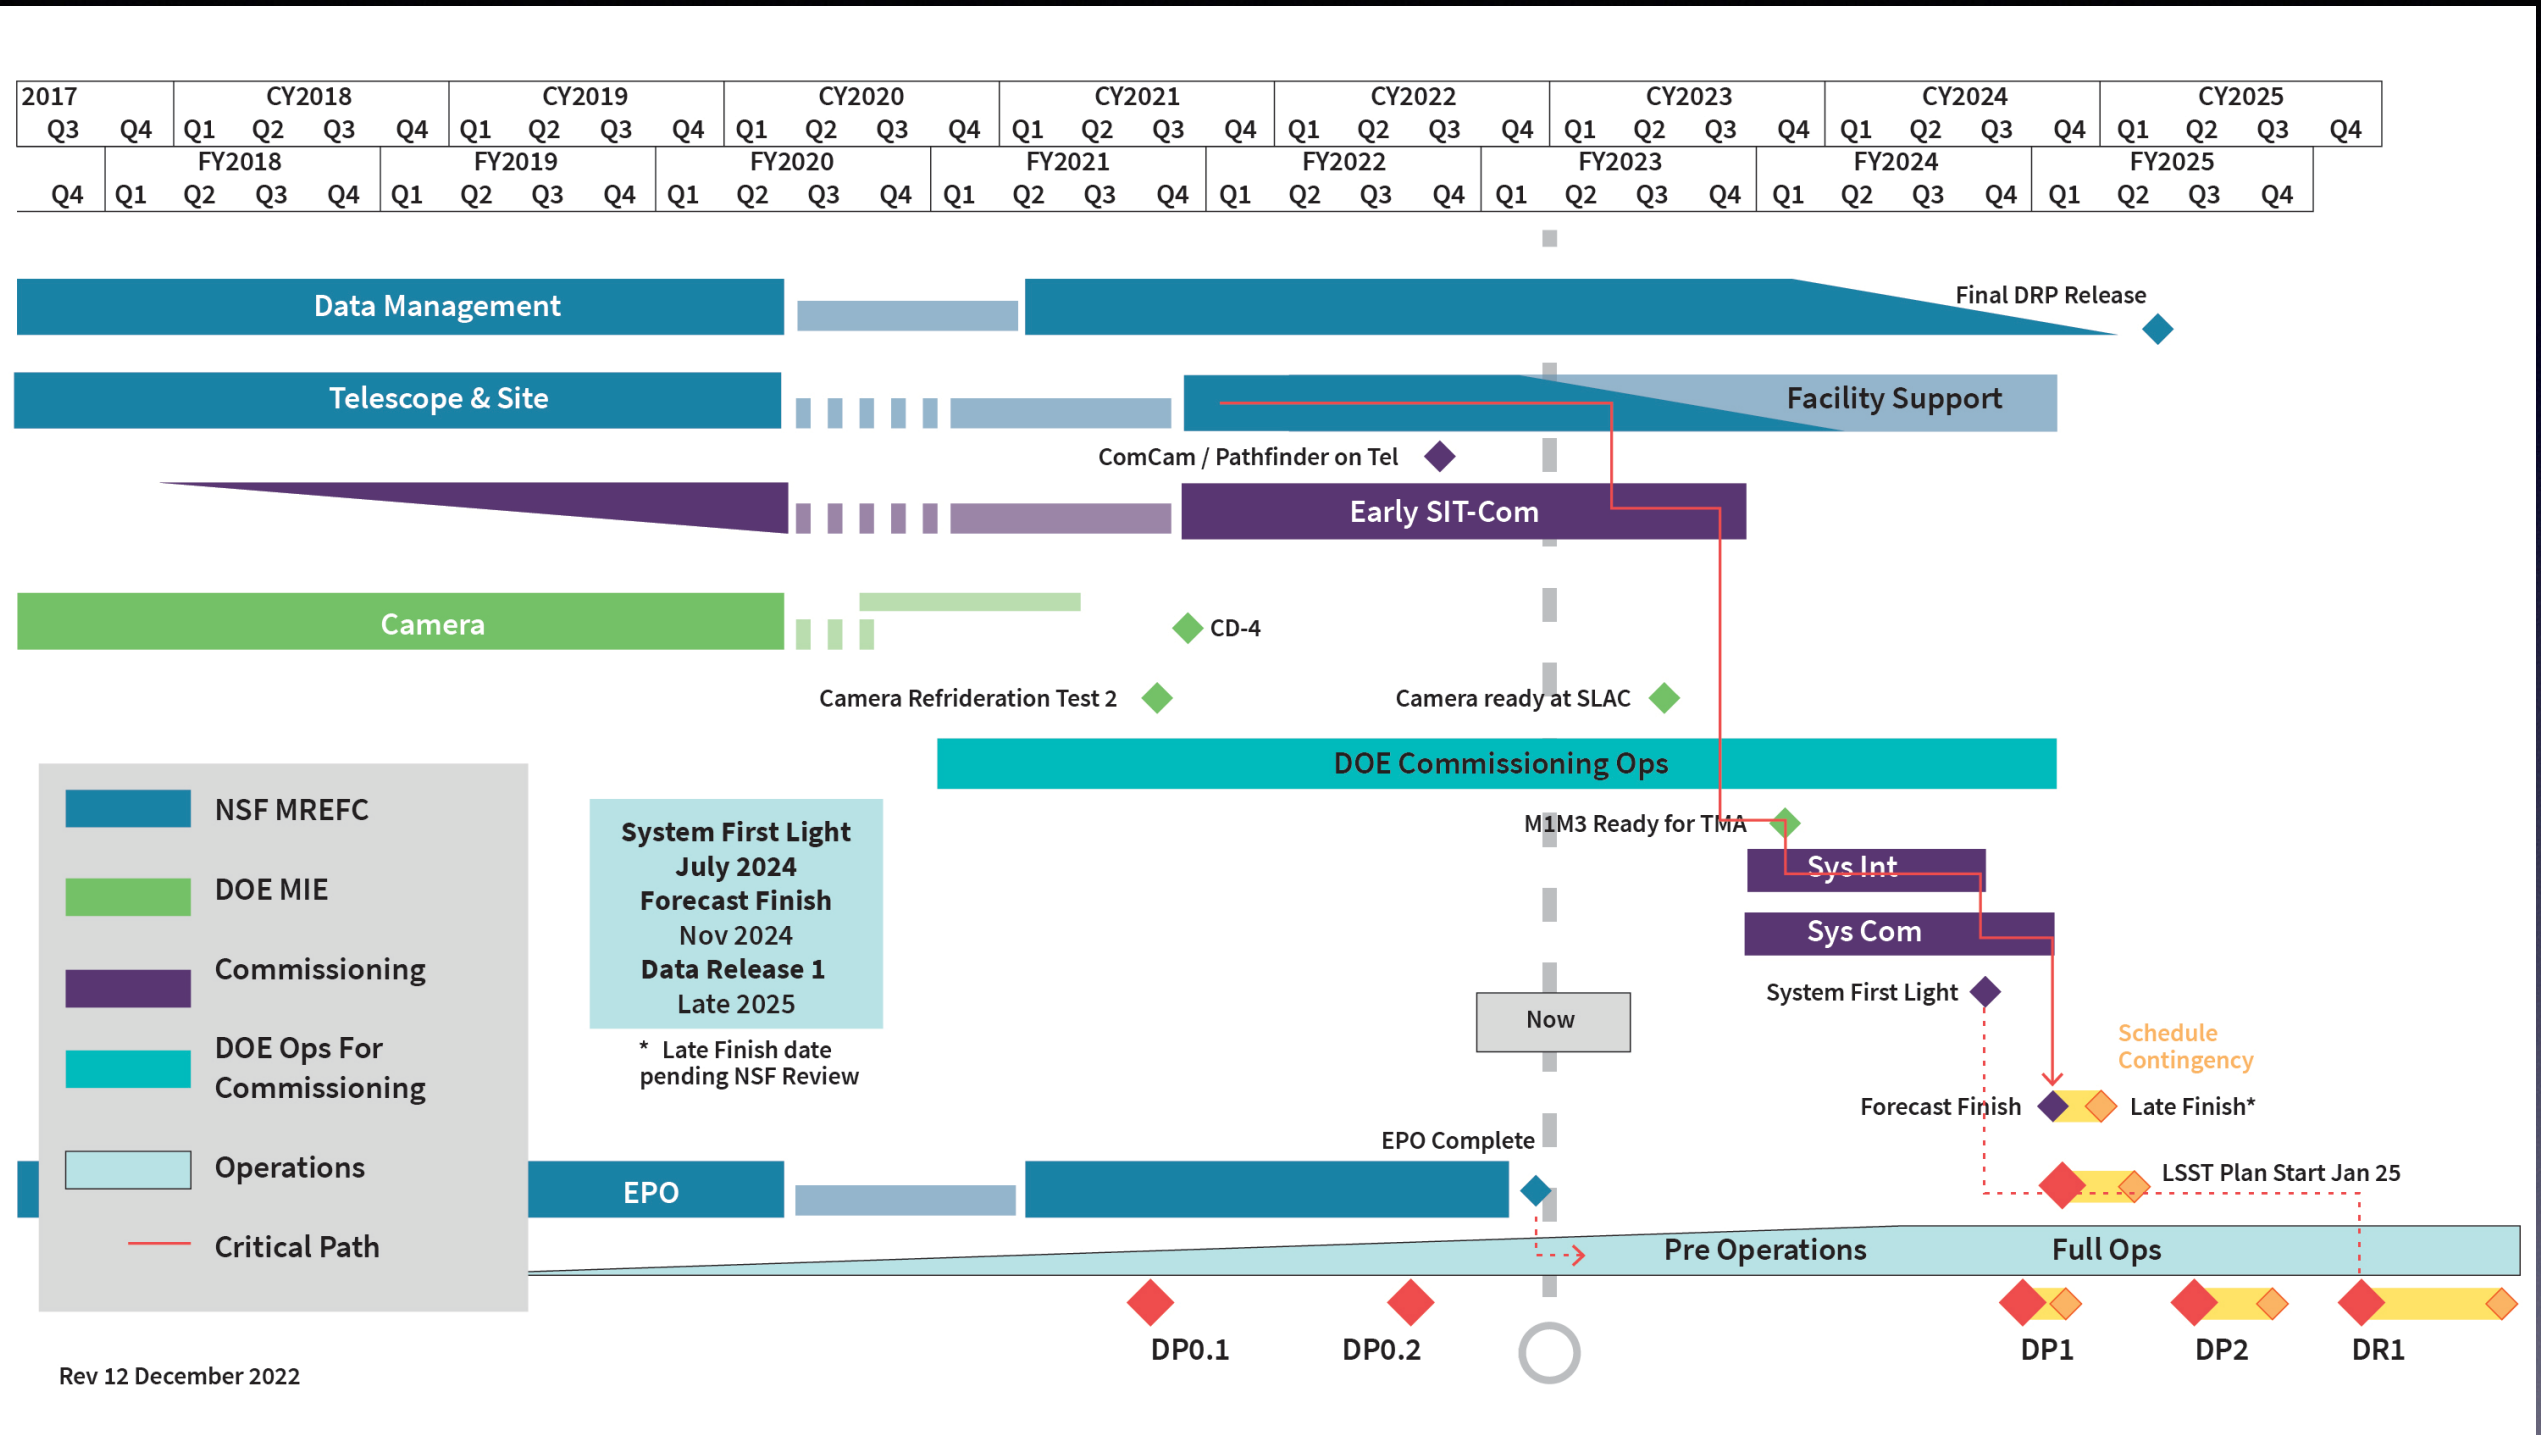 2017 CY2018 CY2019 CY2020 CY2021 CY2022 CY2023 CY2024 CY2025
Q3 Q4 Q1 Q2 Q3 Q4 Q1 Q2 Q3 Q4 Q1 Q2 Q3 Q4 Q1 Q2 Q3 Q4 Q1 Q2 Q3 Q4 Q1 Q2 Q3 Q4 Q1 Q2 Q3 Q4 Q1 Q2 Q3 Q4
FY2018 FY2019 FY2020 FY2021 FY2022 FY2023 FY2024 FY2025
Q4 Q1 Q2 Q3 Q4 Q1 Q2 Q3 Q4 Q1 Q2 Q3 Q4 Q1 Q2 Q3 Q4 Q1 Q2 Q3 Q4 Q1 Q2 Q3 Q4 Q1 Q2 Q3 Q4 Q1 Q2 Q3 Q4
Final DRP Release
Data Management
Telescope & Site
Facility Support
ComCam / Pathfinder on Tel
Early SIT-Com
Camera
CD-4
Camera Refrideration Test 2
Camera ready at SLAC
DOE Commissioning Ops
M1M3 Ready for TMA
Sys Int
Sys Com
System First Light
NSF MREFC
DOE MIE
Commissioning
DOE Ops For
Commissioning
Operations
Critical Path
System First Light
July 2024
Forecast Finish
Nov 2024
Data Release 1
Late 2025
* Late Finish date
pending NSF Review
Now
Schedule
Contingency
Forecast Finish
Late Finish*
EPO Complete
LSST Plan Start Jan 25
EPO
Pre Operations
Full Ops
DP0.1
DP0.2
DP1
DP2
DR1
Rev 12 December 2022